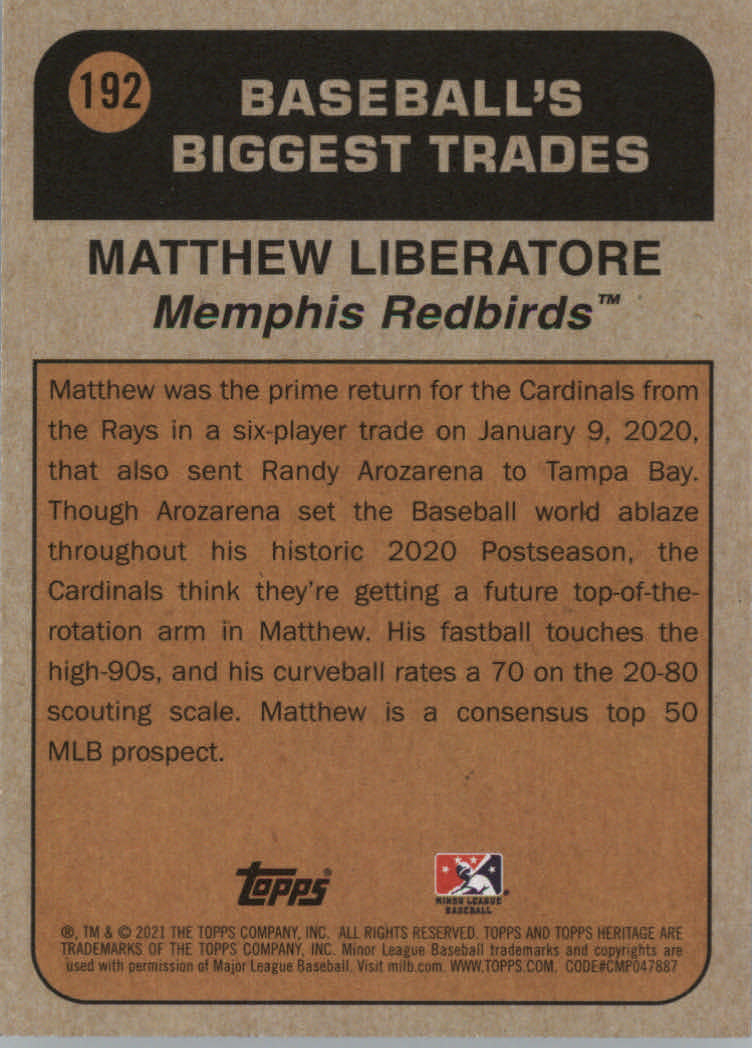 192
BASEBALL'S
BIGGEST TRADES
MATTHEW LIBERATORE
Memphis Redbirds™
Matthew was the prime return for the Cardinals from
the Rays in a six-player trade on January 9, 2020,
that also sent Randy Arozarena to Tampa Bay.
Though Arozarena set the Baseball world ablaze
throughout his historic 2020 Postseason, the
Cardinals think they're getting a future top-of-the-
rotation arm in Matthew. His fastball touches the
high-90s, and his curveball rates a 70 on the 20-80
scouting scale. Matthew is a consensus top 50
MLB prospect.
topps®
MINOR LEAGUE
BASEBALL®
®, TM & © 2021 THE TOPPS COMPANY, INC. ALL RIGHTS RESERVED. TOPPS AND TOPPS HERITAGE ARE
TRADEMARKS OF THE TOPPS COMPANY, INC. Minor League Baseball trademarks and copyrights are
used with permission of Major League Baseball. Visit milb.com. WWW.TOPPS.COM. CODE#CMP047887